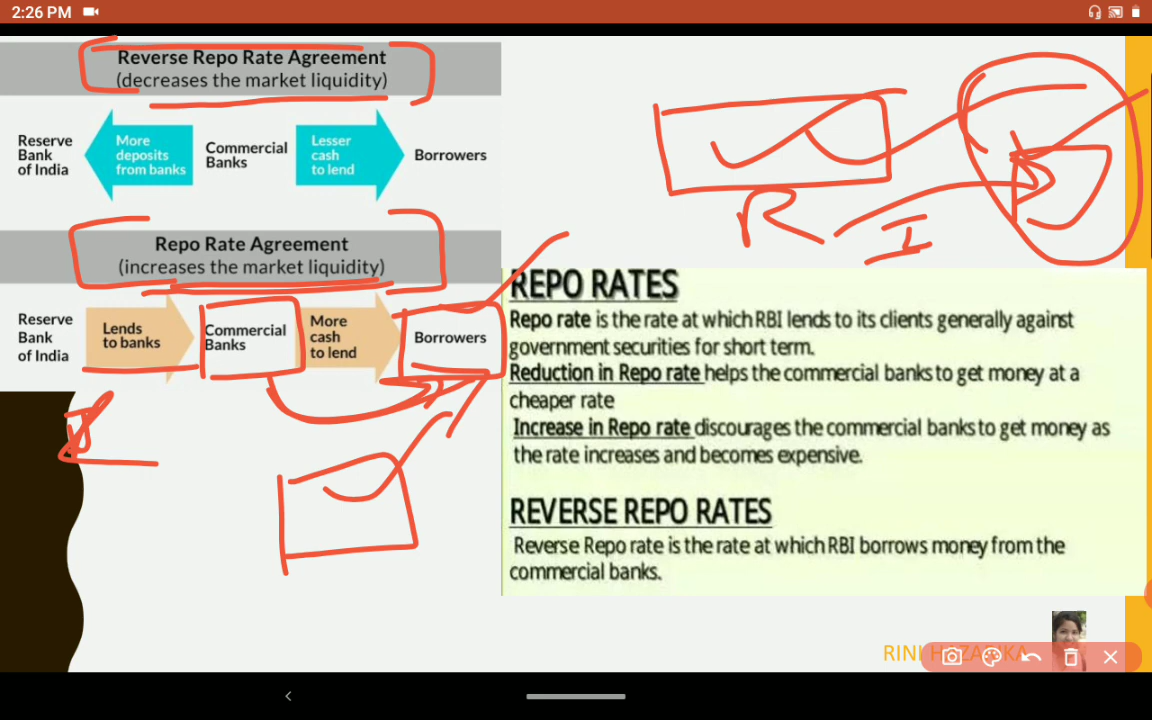 2:26 PM
Reverse Repo Rate Agreement
(decreases the market liquidity)
Reserve
Bank
of India
More
deposits
from banks
Commercial
Banks
Lesser
cash
to lend
Borrowers
Repo Rate Agreement
(increases the market liquidity)
Reserve
Bank
of India
Lends
to banks
Commercial
Banks
More
cash
to lend
Borrowers
R
I
B
REPO RATES
Repo rate is the rate at which RBI lends to its clients generally against
government securities for short term.
Reduction in Repo rate helps the commercial banks to get money at a
cheaper rate
Increase in Repo rate discourages the commercial banks to get money as
the rate increases and becomes expensive.
REVERSE REPO RATES
Reverse Repo rate is the rate at which RBI borrows money from the
commercial banks.
RINI HAZARIKA